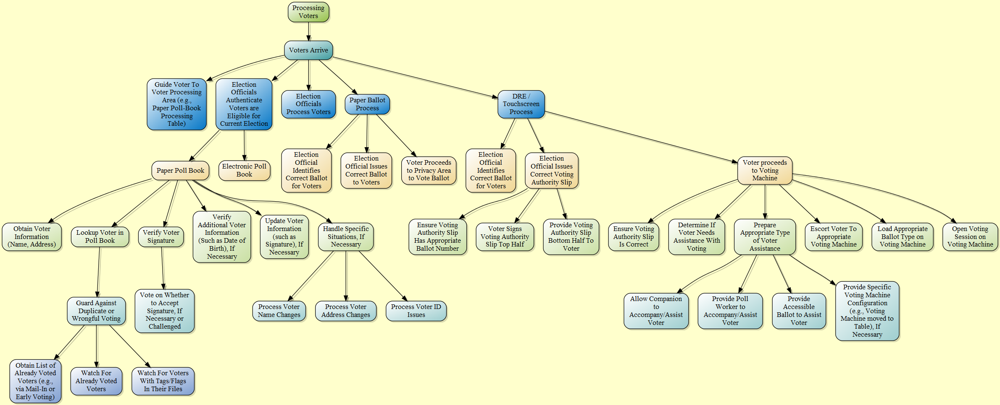 Processing
Voters
Voters Arrive
Guide Voter To
Voter Processing
Area (e.g.,
Paper Poll-Book
Processing
Table)
Election
Officials
Authenticate
Voters are
Eligible for
Current Election
Election
Officials
Process Voters
Paper Ballot
Process
DRE /
Touchscreen
Process
Paper Poll Book
Electronic Poll
Book
Election
Official
Identifies
Correct Ballot
for Voters
Election
Official Issues
Correct Ballot
to Voters
Voter Proceeds
to Privacy Area
to Vote Ballot
Election
Official
Identifies
Correct Ballot
for Voters
Election
Official Issues
Correct Voting
Authority Slip
Voter proceeds
to Voting
Machine
Obtain Voter
Information
(Name, Address)
Lookup Voter in
Poll Book
Verify Voter
Signature
Verify
Additional Voter
Information
(Such as Date of
Birth), If
Necessary
Update Voter
Information
(such as
Signature), If
Necessary
Handle Specific
Situations, If
Necessary
Ensure Voting
Authority Slip
Has Appropriate
Ballot Number
Voter Signs
Voting Authority
Slip Top Half
Provide Voting
Authority Slip
Bottom Half To
Voter
Ensure Voting
Authority Slip
Is Correct
Determine If
Voter Needs
Assistance With
Voting
Prepare
Appropriate Type
of Voter
Assistance
Escort Voter To
Appropriate
Voting Machine
Load Appropriate
Ballot Type on
Voting Machine
Open Voting
Session on
Voting Machine
Guard Against
Duplicate or
Wrongful Voting
Vote on Whether
to Accept
Signature, If
Necessary or
Challenged
Process Voter
Name Changes
Process Voter
Address Changes
Process Voter ID
Issues
Allow Companion
to
Accompany/Assist
Voter
Provide Poll
Worker to
Accompany/Assist
Voter
Provide
Accessible
Ballot to Assist
Voter
Provide Specific
Voting Machine
Configuration
(e.g., Voting
Machine moved to
Table), If
Necessary
Obtain List of
Already Voted
Voters (e.g.,
via Mail-In or
Early Voting)
Watch For
Already Voted
Voters
Watch For Voters
With Tags/Flags
In Their Files